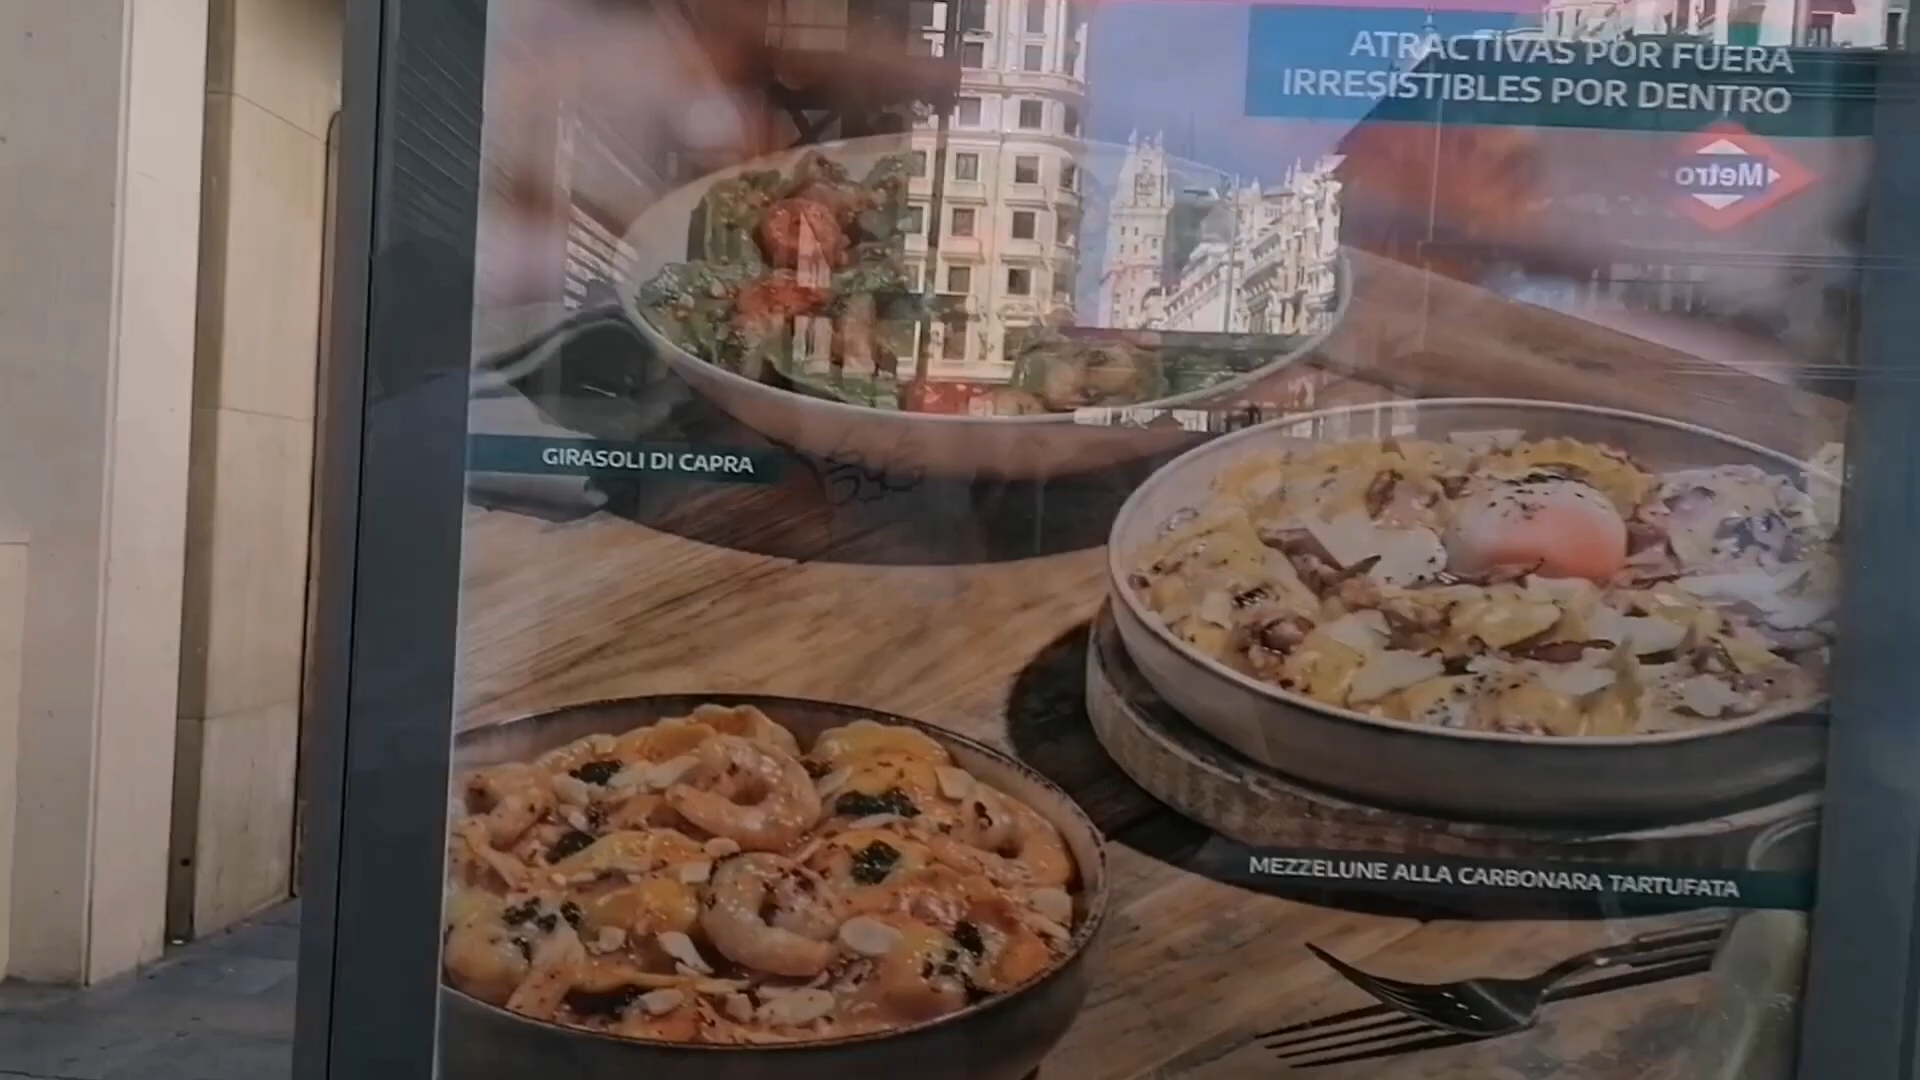 ATRACTIVAS POR FUERA
IRRESISTIBLES POR DENTRO
Metro
GIRASOLI DI CAPRA
MEZZELUNE ALLA CARBONARA TARTUFATA